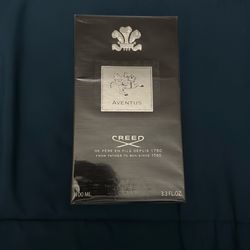 AVENTUS
CREED
DE PÈRE EN FILS DEPUIS 1760
FROM FATHER TO SON SINCE 1760
100 ML
3.3 FL.OZ